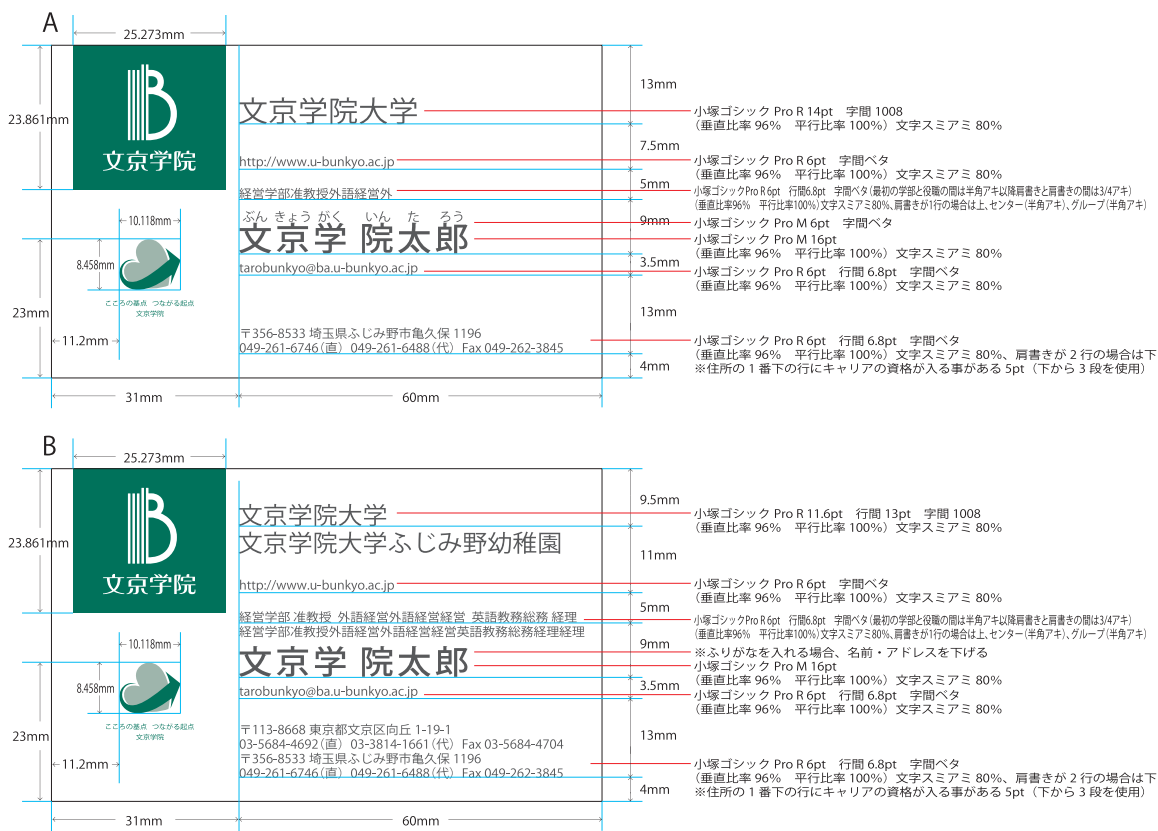 A
25.273mm
23.861mm
文京学院
10.118mm
8.458mm
こころの基点 つながる起点
文京学院
23mm
11.2mm
31mm
60mm
文京学院大学
http://www.u-bunkyo.ac.jp
経営学部准教授外語経営外
ぶん きょう がく いん た ろう
文京学 院太郎
tarobunkyo@ba.u-bunkyo.ac.jp
〒356-8533 埼玉県ふじみ野市亀久保 1196
049-261-6746(直) 049-261-6488(代) Fax 049-262-3845
13mm
7.5mm
5mm
9mm
3.5mm
13mm
4mm
小塚ゴシック Pro R 14pt 字間 1008
(垂直比率 96% 平行比率 100%) 文字スミアミ 80%
小塚ゴシック Pro R 6pt 字間ベタ
(垂直比率 96% 平行比率 100%) 文字スミアミ 80%
小塚ゴシックPro R 6pt 行間6.8pt 字間ベタ(最初の学部と役職の間は半角アキ以降肩書きと肩書きの間は3/4アキ)
(垂直比率96% 平行比率100%)文字スミアミ80%、肩書きが1行の場合は上、センター(半角アキ)、グループ(半角アキ)
小塚ゴシック Pro M 6pt 字間ベタ
小塚ゴシック Pro M 16pt
(垂直比率 96% 平行比率 100%) 文字スミアミ 80%
小塚ゴシック Pro R 6pt 行間 6.8pt 字間ベタ
(垂直比率 96% 平行比率 100%) 文字スミアミ 80%
小塚ゴシック Pro R 6pt 行間 6.8pt 字間ベタ
(垂直比率 96% 平行比率 100%) 文字スミアミ 80%、肩書きが 2 行の場合は下
※住所の 1 番下の行にキャリアの資格が入る事がある 5pt(下から 3 段を使用)
B
25.273mm
23.861mm
文京学院
10.118mm
8.458mm
こころの基点 つながる起点
文京学院
23mm
11.2mm
31mm
60mm
文京学院大学
文京学院大学ふじみ野幼稚園
http://www.u-bunkyo.ac.jp
経営学部 准教授 外語経営外語経営経営 英語教務総務 経理
経営学部准教授外語経営外語経営経営英語教務総務経理経理
文京学 院太郎
tarobunkyo@ba.u-bunkyo.ac.jp
〒113-8668 東京都文京区向丘 1-19-1
03-5684-4692(直) 03-3814-1661(代) Fax 03-5684-4704
〒356-8533 埼玉県ふじみ野市亀久保 1196
049-261-6746(直) 049-261-6488(代) Fax 049-262-3845
9.5mm
11mm
5mm
9mm
3.5mm
13mm
4mm
小塚ゴシック Pro R 11.6pt 行間 13pt 字間 1008
(垂直比率 96% 平行比率 100%) 文字スミアミ 80%
小塚ゴシック Pro R 6pt 字間ベタ
(垂直比率 96% 平行比率 100%) 文字スミアミ 80%
小塚ゴシックPro R 6pt 行間6.8pt 字間ベタ(最初の学部と役職の間は半角アキ以降肩書きと肩書きの間は3/4アキ)
(垂直比率96% 平行比率100%)文字スミアミ80%、肩書きが1行の場合は上、センター(半角アキ)、グループ(半角アキ)
※ふりがなを入れる場合、名前・アドレスを下げる
小塚ゴシック Pro M 16pt
(垂直比率 96% 平行比率 100%) 文字スミアミ 80%
小塚ゴシック Pro R 6pt 行間 6.8pt 字間ベタ
(垂直比率 96% 平行比率 100%) 文字スミアミ 80%
小塚ゴシック Pro R 6pt 行間 6.8pt 字間ベタ
(垂直比率 96% 平行比率 100%) 文字スミアミ 80%、肩書きが 2 行の場合は下
※住所の 1 番下の行にキャリアの資格が入る事がある 5pt(下から 3 段を使用)